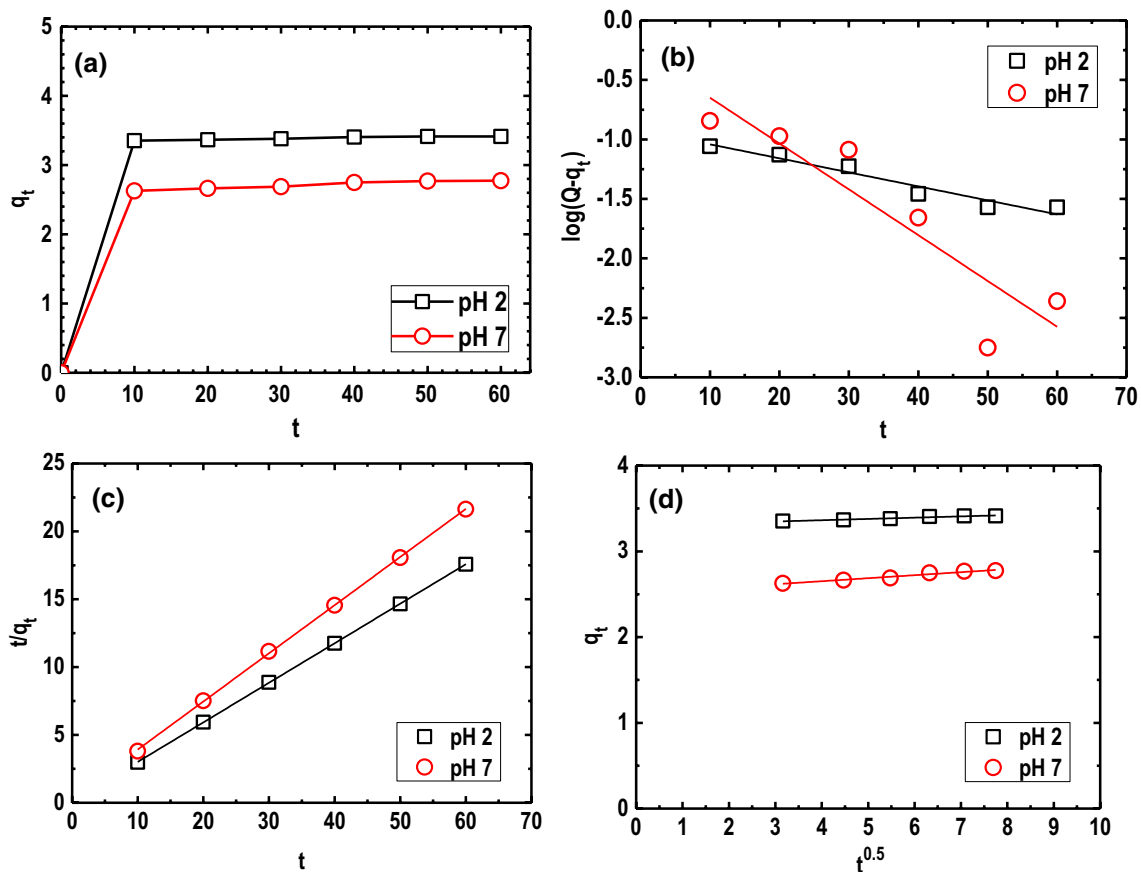 (a)
5
4
3
2
1
0
q_t
pH 2
pH 7
0 10 20 30 40 50 60
t
(b)
0.0
-0.5
-1.0
-1.5
-2.0
-2.5
-3.0
log(Q-q_t)
pH 2
pH 7
0 10 20 30 40 50 60 70
t
(c)
25
20
15
10
5
0
t/q_t
pH 2
pH 7
0 10 20 30 40 50 60 70
t
(d)
4
3
2
1
0
q_t
pH 2
pH 7
0 1 2 3 4 5 6 7 8 9 10
t^0.5